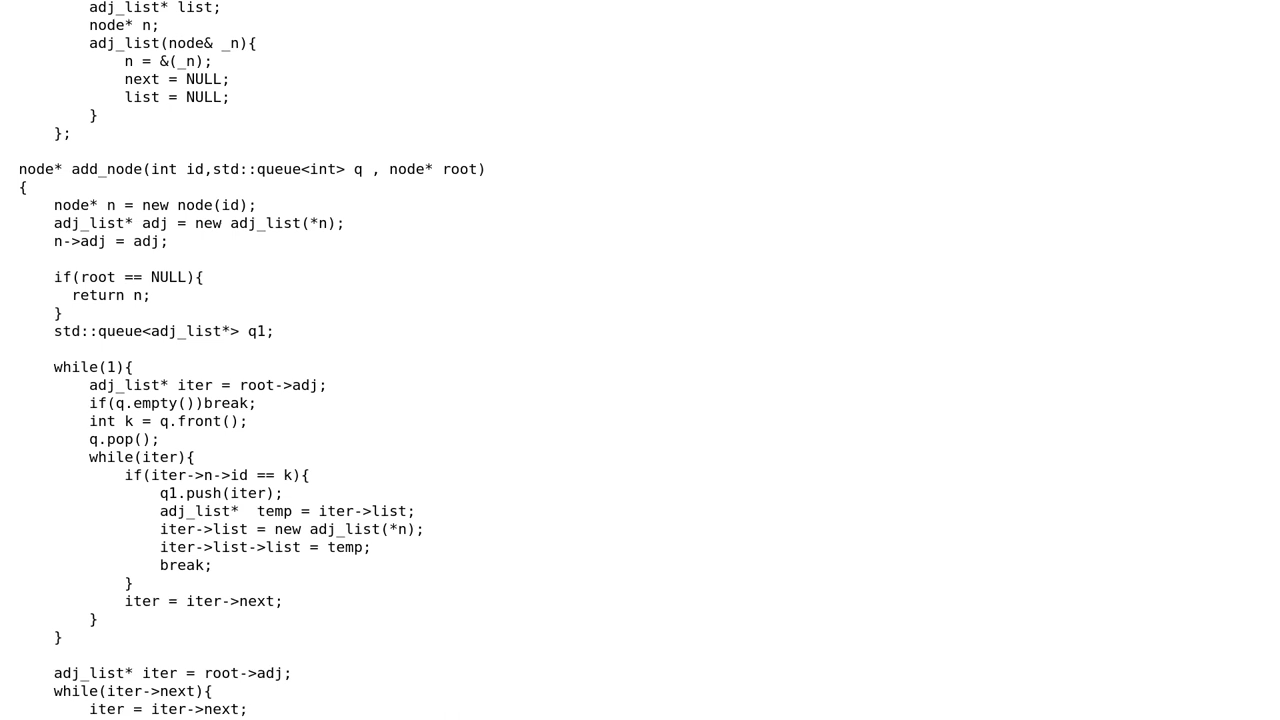 adj_list* list;
node* n;
adj_list(node& _n){
n = &(_n);
next = NULL;
list = NULL;
}
};
node* add_node(int id,std::queue<int> q , node* root)
{
node* n = new node(id);
adj_list* adj = new adj_list(*n);
n->adj = adj;
if(root == NULL){
return n;
}
std::queue<adj_list*> q1;
while(1){
adj_list* iter = root->adj;
if(q.empty())break;
int k = q.front();
q.pop();
while(iter){
if(iter->n->id == k){
q1.push(iter);
adj_list*  temp = iter->list;
iter->list = new adj_list(*n);
iter->list->list = temp;
break;
}
iter = iter->next;
}
}
adj_list* iter = root->adj;
while(iter->next){
iter = iter->next;